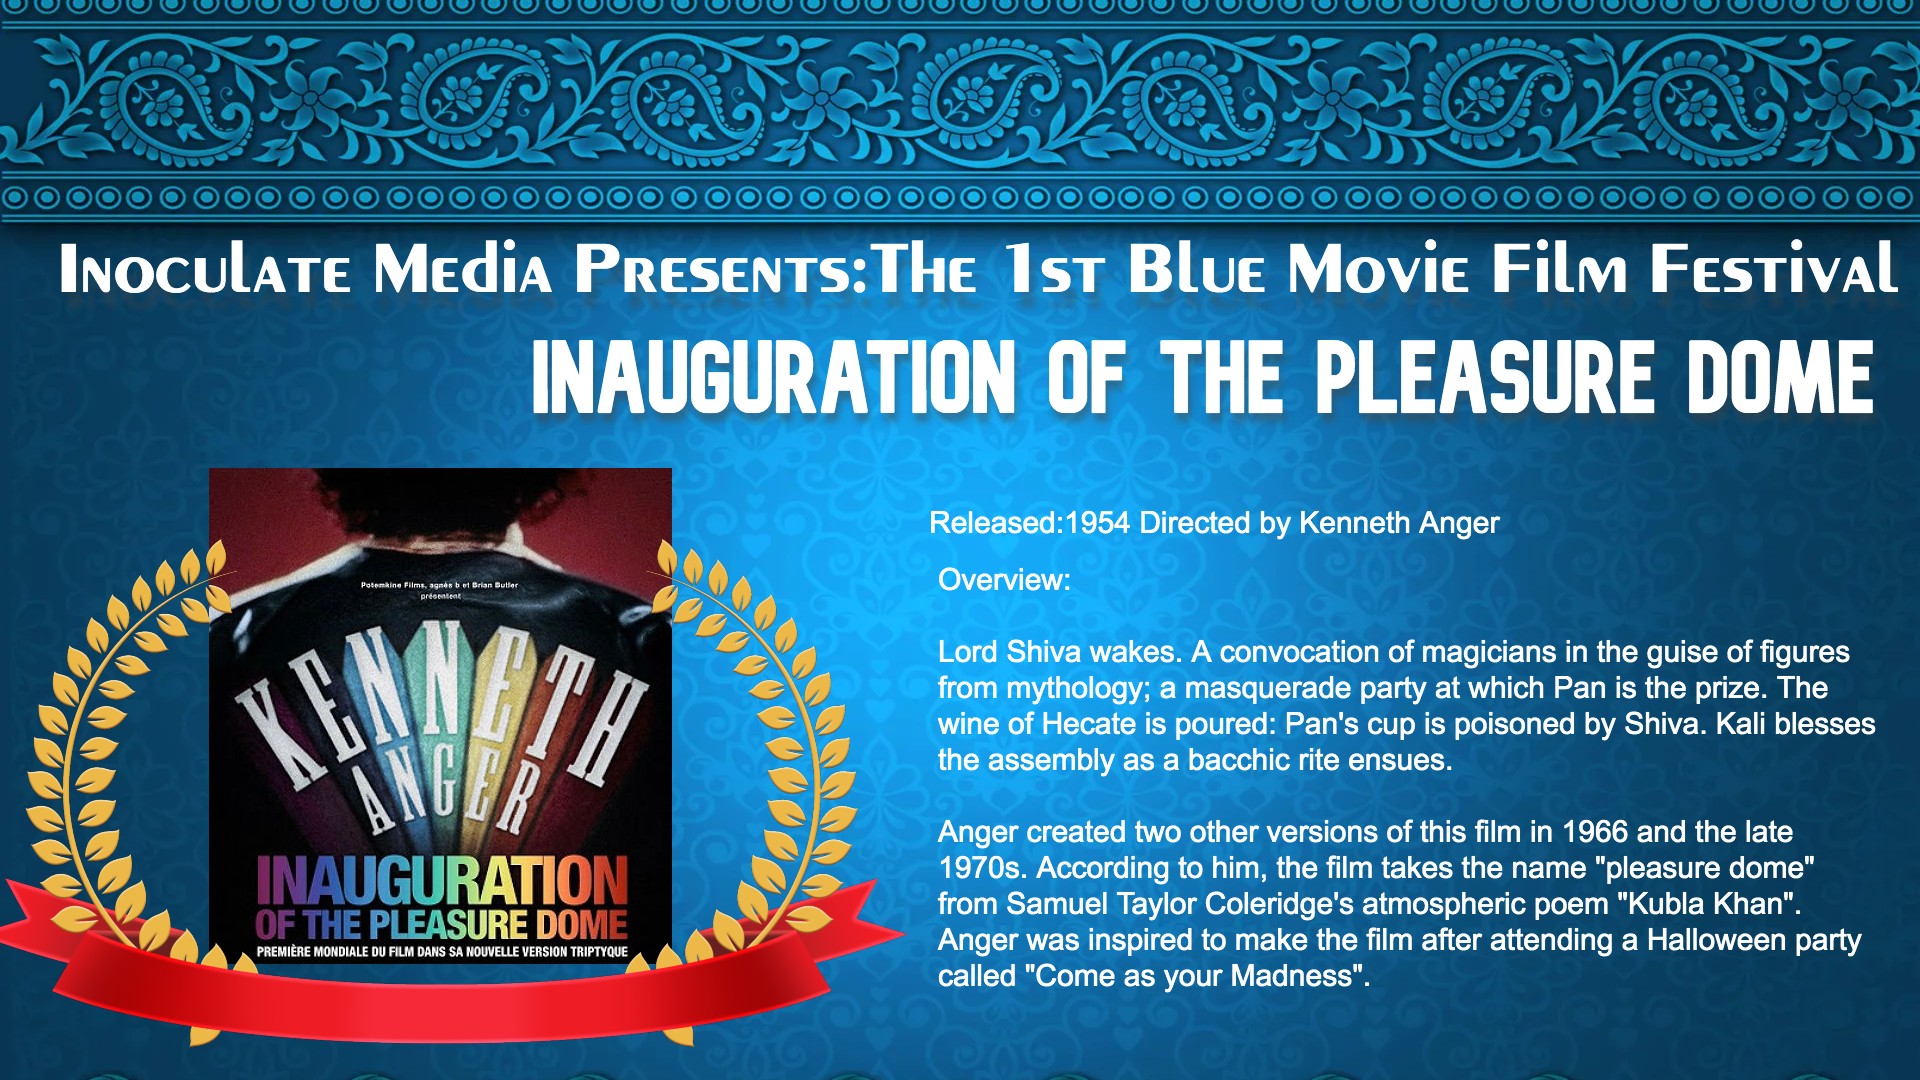 Inoculate Media Presents:The 1st Blue Movie Film Festival
INAUGURATION OF THE PLEASURE DOME
Potemkine Films, agnès b et Brian Butler
présentent
KENNETH
ANGER
INAUGURATION
OF THE PLEASURE DOME
PREMIÈRE MONDIALE DU FILM DANS SA NOUVELLE VERSION TRIPTYQUE
Released:1954 Directed by Kenneth Anger
Overview:
Lord Shiva wakes. A convocation of magicians in the guise of figures
from mythology; a masquerade party at which Pan is the prize. The
wine of Hecate is poured: Pan's cup is poisoned by Shiva. Kali blesses
the assembly as a bacchic rite ensues.
Anger created two other versions of this film in 1966 and the late
1970s. According to him, the film takes the name "pleasure dome"
from Samuel Taylor Coleridge's atmospheric poem "Kubla Khan".
Anger was inspired to make the film after attending a Halloween party
called "Come as your Madness".